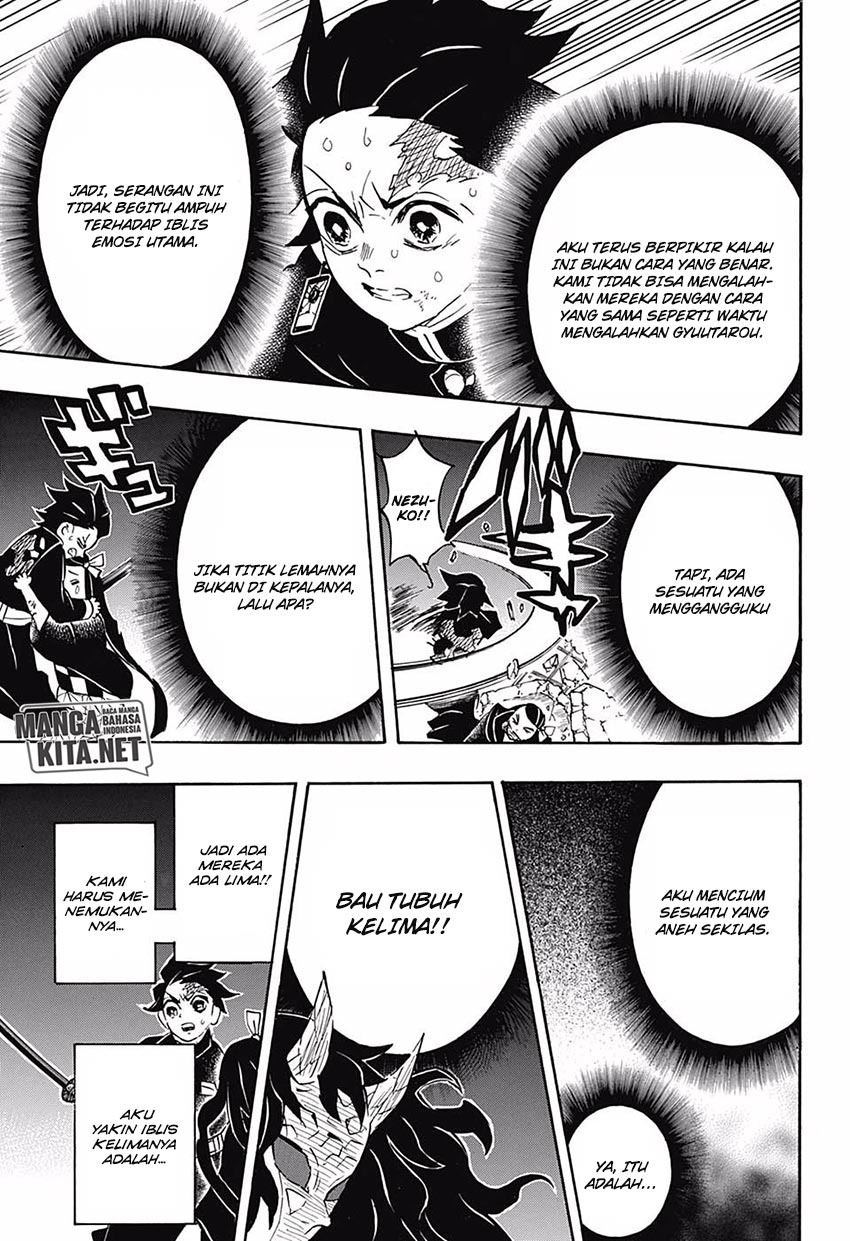 AKU TERUS BERPIKIR KALAU
INI BUKAN CARA YANG BENAR.
KAMI TIDAK BISA MENGALAH-
KAN MEREKA DENGAN CARA
YANG SAMA SEPERTI WAKTU
MENGALAHKAN GYUUTAROU.
JADI, SERANGAN INI
TIDAK BEGITU AMPUH
TERHADAP IBLIS
EMOSI UTAMA.
TAPI, ADA
SESUATU YANG
MENGGANGGUKU
NEZU-
KO!!
JIKA TITIK LEMAHNYA
BUKAN DI KEPALANYA,
LALU APA?
ギュ
MANGA
KITA.NET
BACA MANGA
BAHASA
INDONESIA
AKU MENCIUM
SESUATU YANG
ANEH SEKILAS.
YA, ITU
ADALAH...
BAU TUBUH
KELIMA!!
JADI ADA
MEREKA
ADA LIMA!!
KAMI
HARUS ME-
NEMUKAN-
NYA...
AKU
YAKIN IBLIS
KELIMANYA
ADALAH...